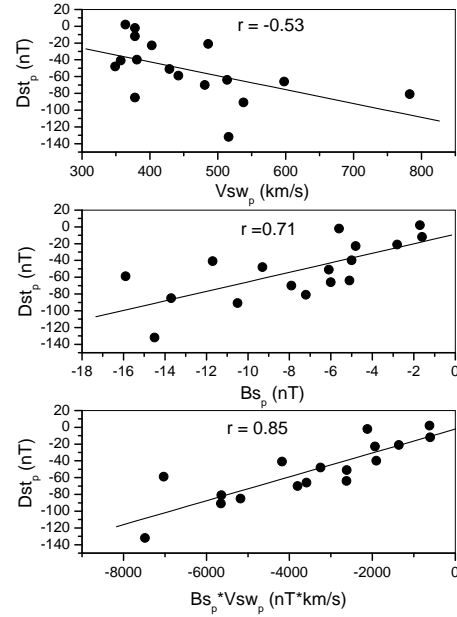 r = -0.53
20
0
-20
-40
-60
-80
-100
-120
-140
Dst_p (nT)
300 400 500 600 700 800
Vsw_p (km/s)
r =0.71
20
0
-20
-40
-60
-80
-100
-120
-140
Dst_p (nT)
-18 -16 -14 -12 -10 -8 -6 -4 -2 0
Bs_p (nT)
r = 0.85
20
0
-20
-40
-60
-80
-100
-120
-140
Dst_p (nT)
-8000 -6000 -4000 -2000 0
Bs_p*Vsw_p (nT*km/s)